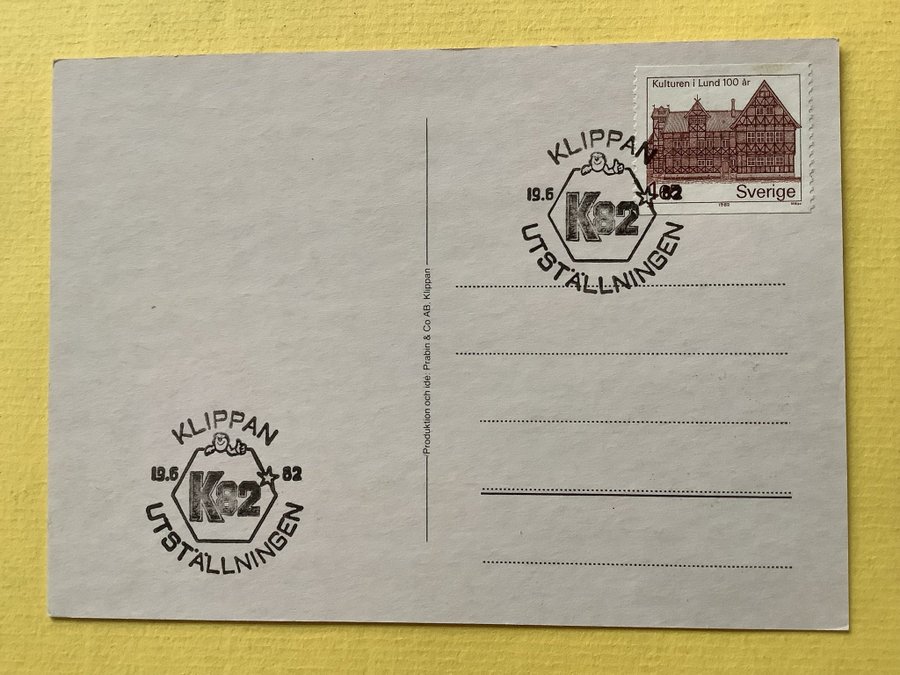 Kulturen i Lund 100 år
Sverige
1982
KLIPPAN
19.6 82
K82
UTSTÄLLNINGEN
Produktion och idé: Prabin & Co AB, Klippan
KLIPPAN
19.6 82
K82
UTSTÄLLNINGEN